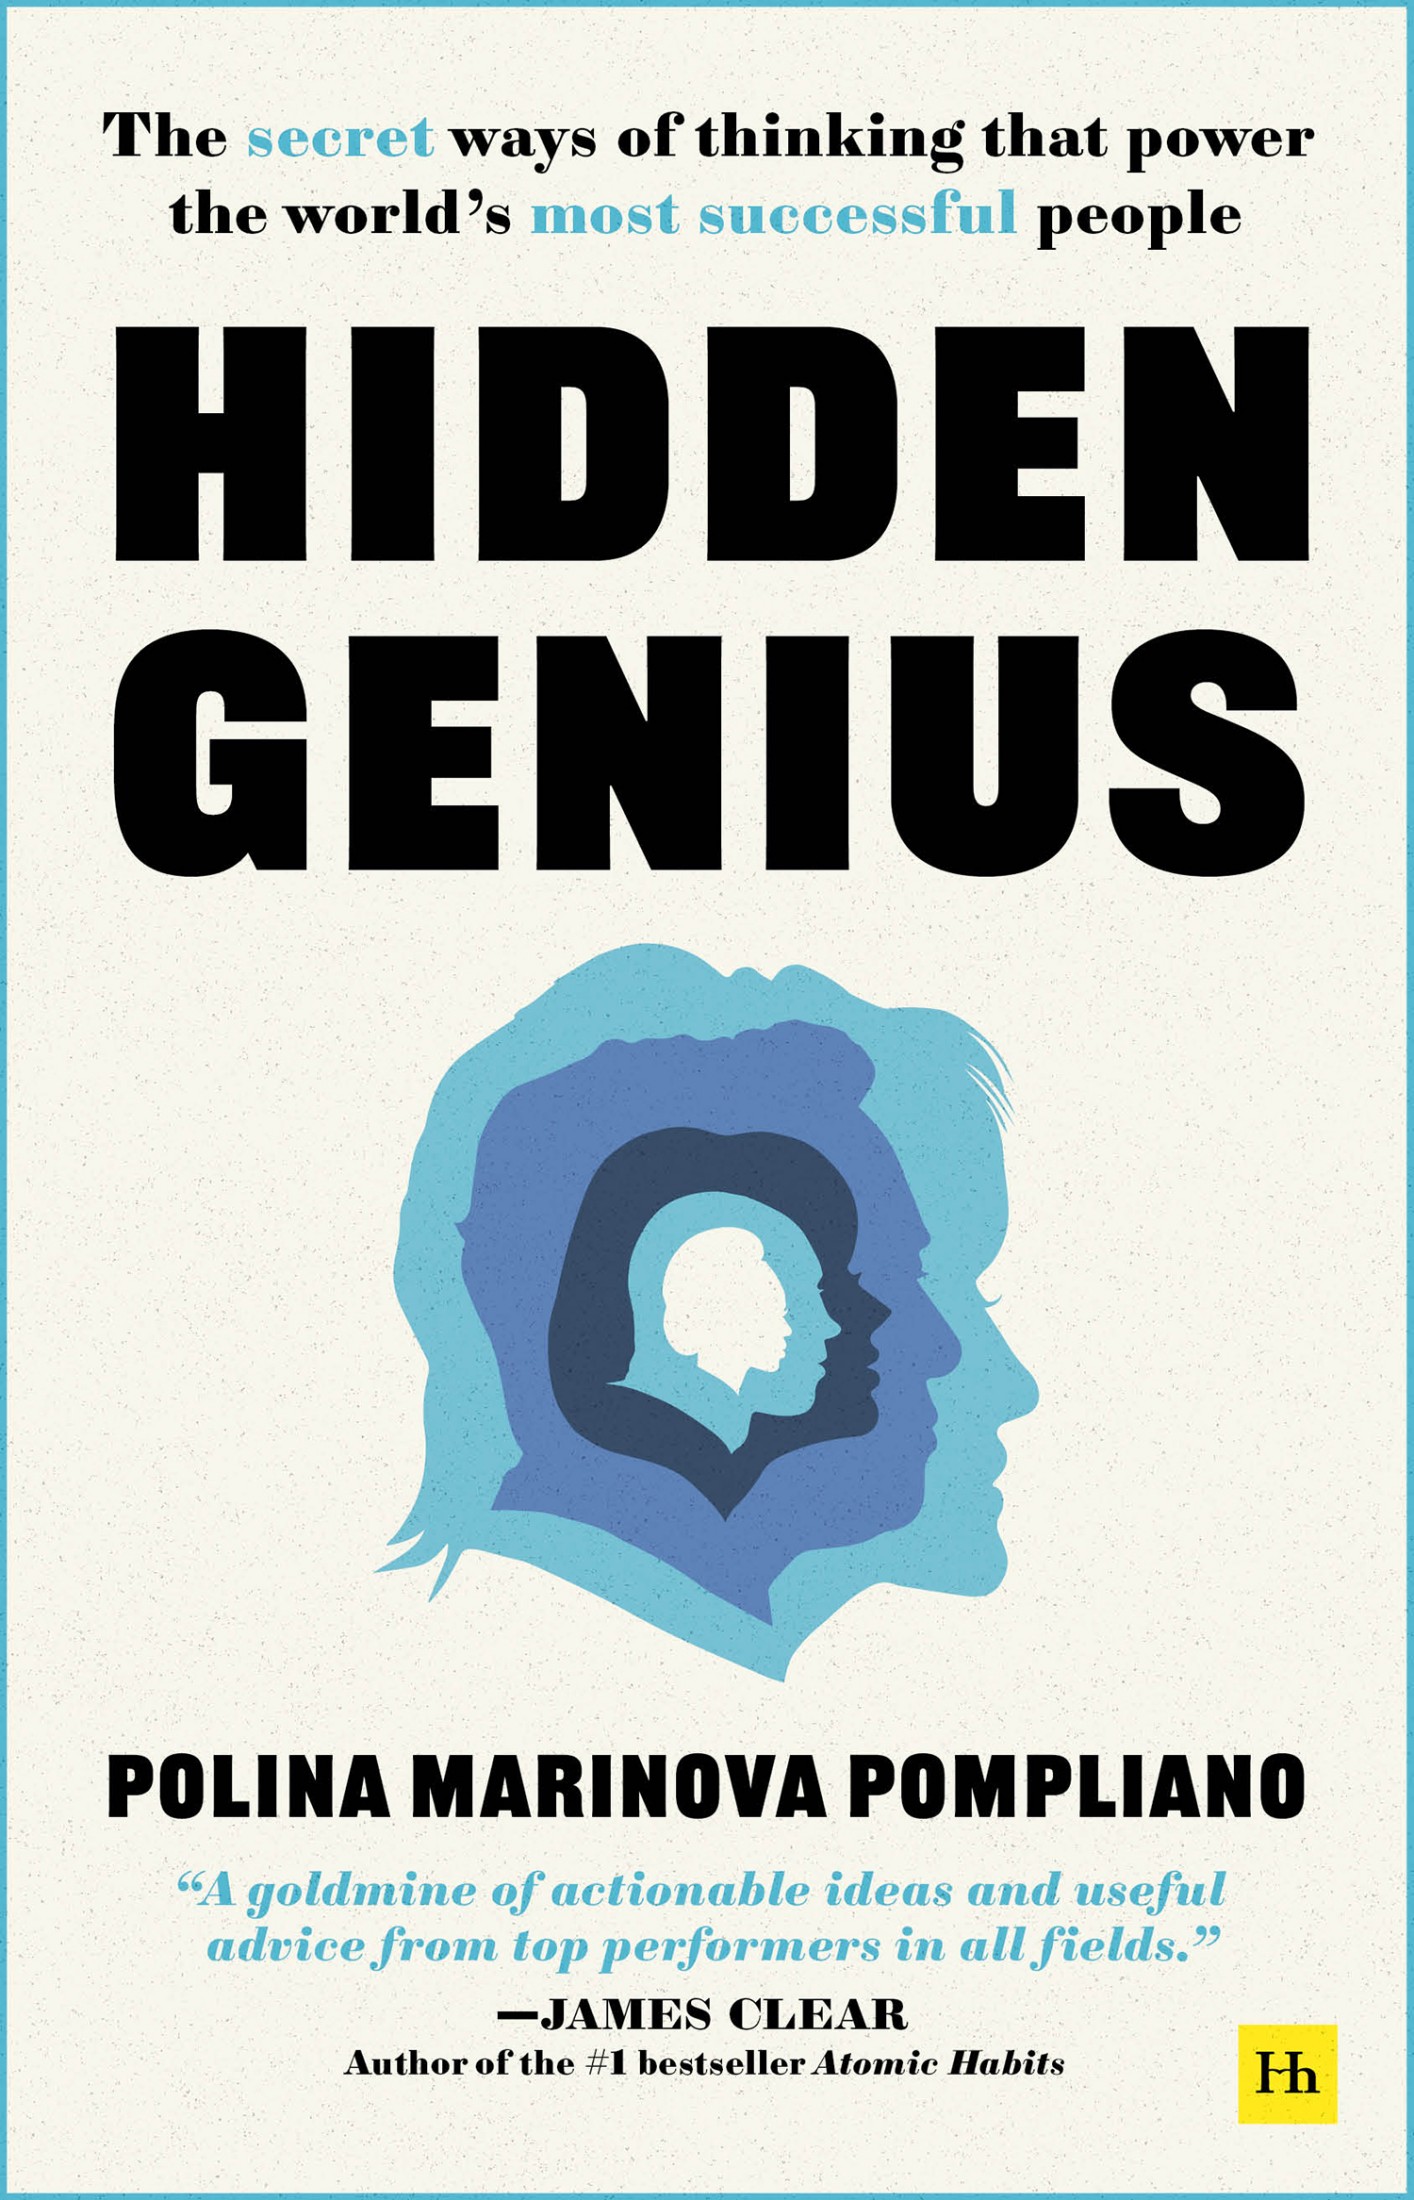 The secret ways of thinking that power
the world’s most successful people
HIDDEN
GENIUS
POLINA MARINOVA POMPLIANO
“A goldmine of actionable ideas and useful
advice from top performers in all fields.”
—JAMES CLEAR
Author of the #1 bestseller Atomic Habits
Hh